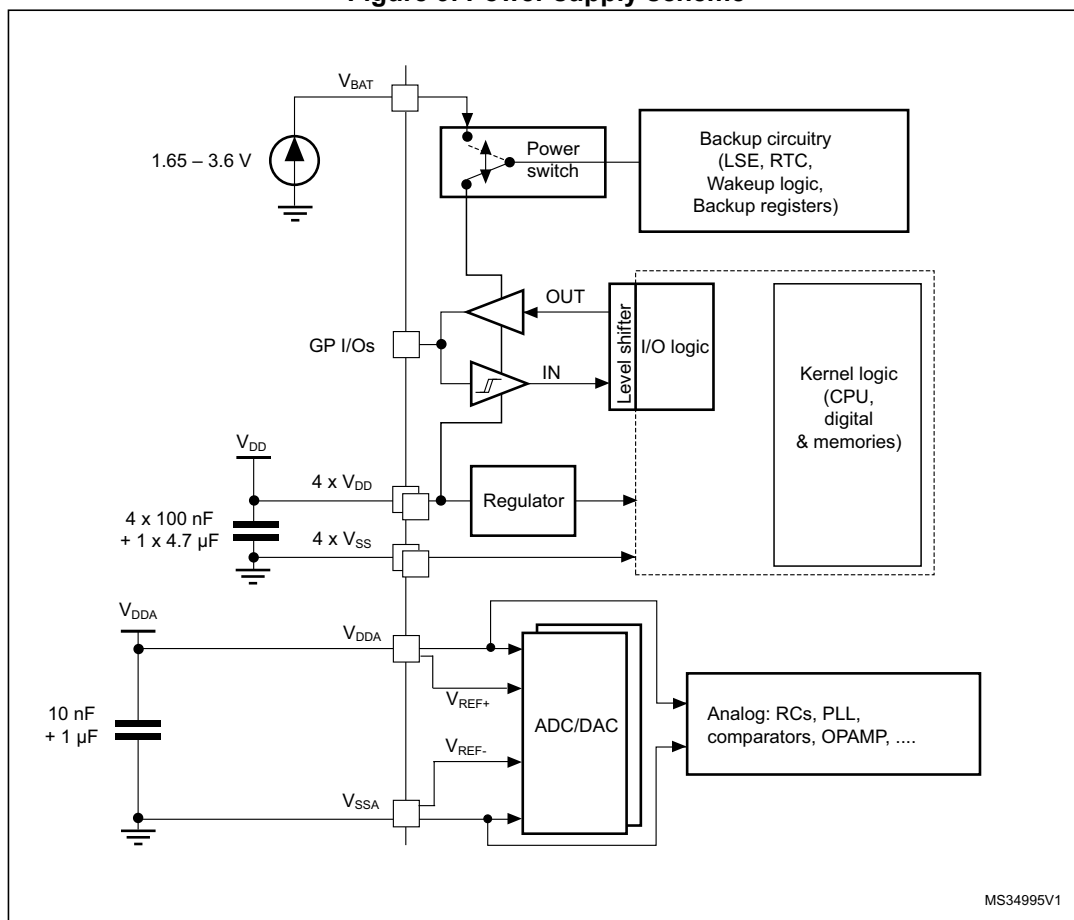 Figure 9. Power supply scheme
VBAT
1.65 – 3.6 V
Power
switch
Backup circuitry
(LSE, RTC,
Wakeup logic,
Backup registers)
OUT
GP I/Os
IN
Level shifter
I/O logic
Kernel logic
(CPU,
digital
& memories)
VDD
4 x VDD
Regulator
4 x 100 nF
+ 1 x 4.7 µF
4 x VSS
VDDA
VDDA
VREF+
10 nF
+ 1 µF
ADC/DAC
Analog: RCs, PLL,
comparators, OPAMP, ....
VREF-
VSSA
MS34995V1